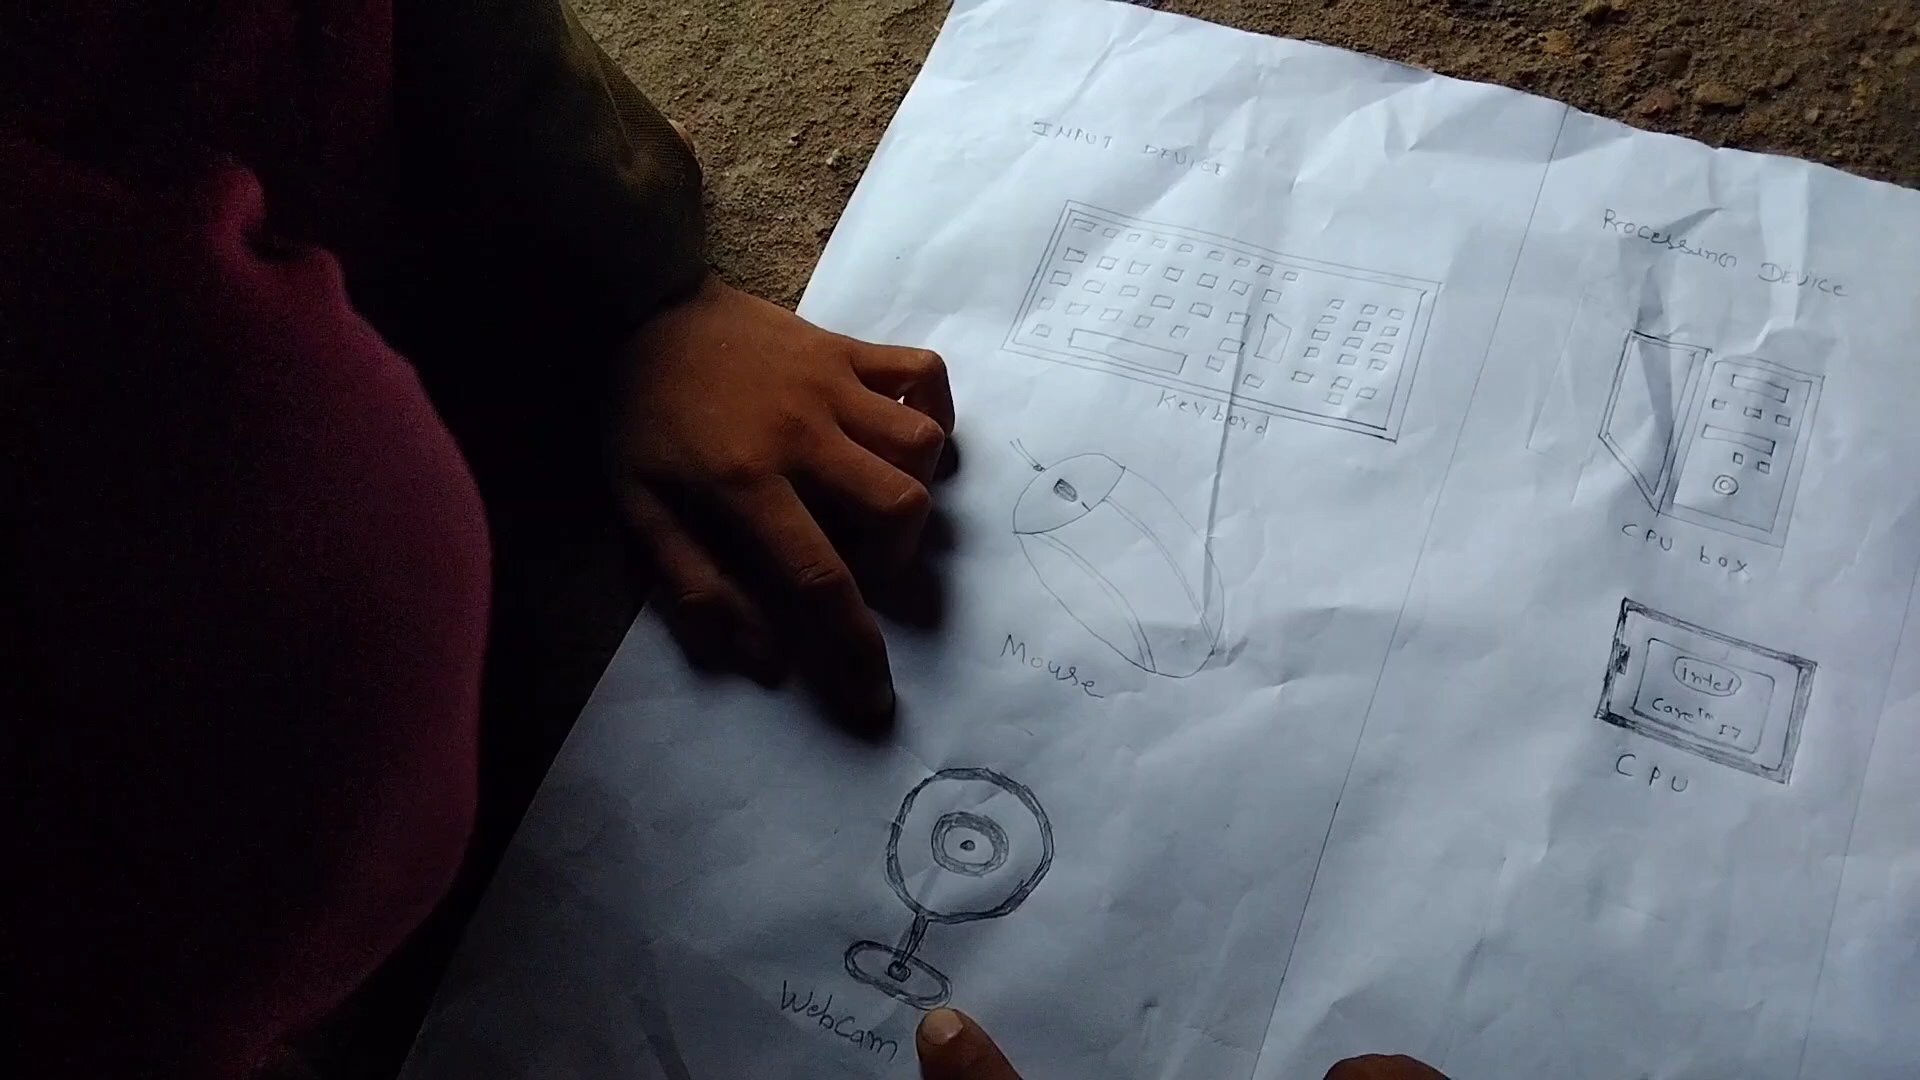 INPUT DEVICE
Keybord
Mouse
Webcam
Processing Device
CPU box
intel
Core™ I7
CPU